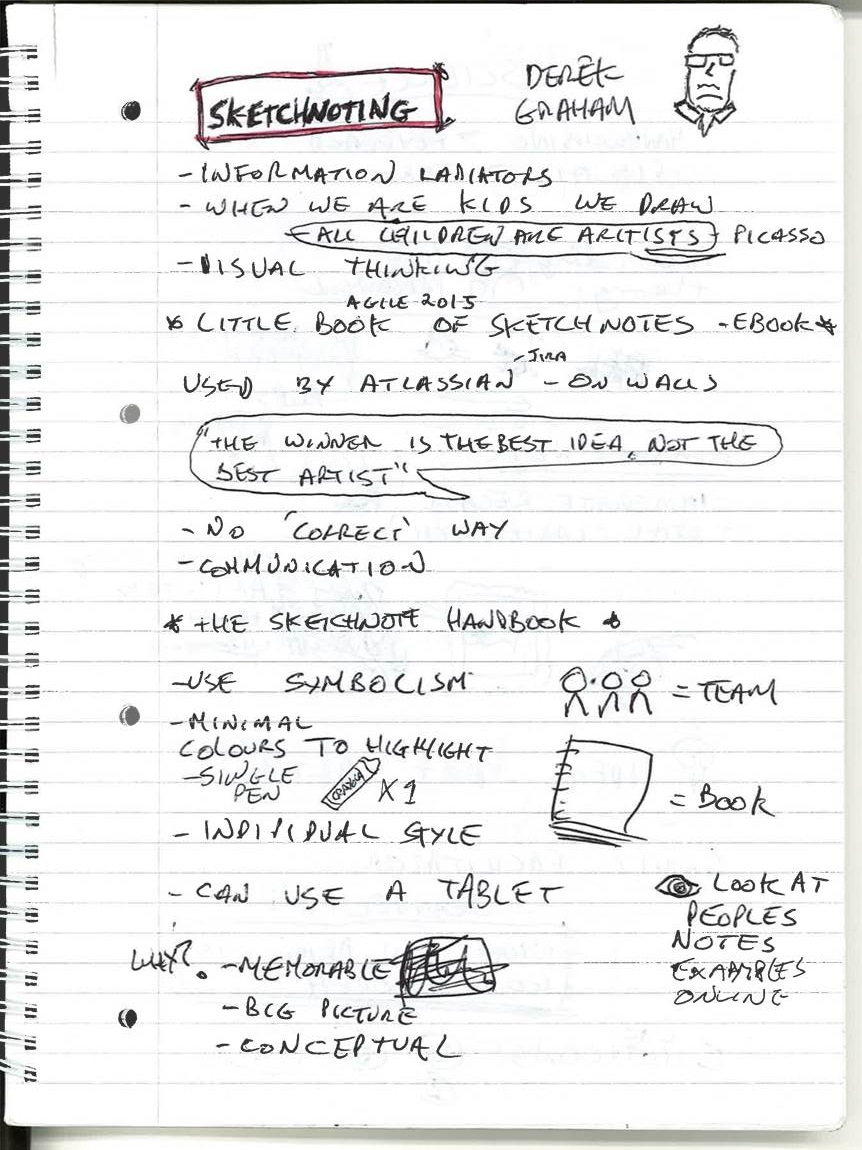 SKETCHNOTING
DEREK
GRAHAM
- INFORMATION RADIATORS
- WHEN WE ARE KIDS WE DRAW
ALL CHILDREN ARE ARTISTS PICASSO
- VISUAL THINKING
AGILE 2015
* LITTLE BOOK OF SKETCHNOTES - EBOOK *
- JIRA
USED BY ATLASSIAN - ON WALLS
"THE WINNER IS THE BEST IDEA, NOT THE
BEST ARTIST"
- NO 'CORRECT' WAY
- COMMUNICATION
* THE SKETCHNOTE HANDBOOK *
- USE SYMBOLISM
= TEAM
- MINIMAL
COLOURS TO HIGHLIGHT
- SINGLE
PEN
CRAYOLA X1
= BOOK
- INDIVIDUAL STYLE
- CAN USE A TABLET
LOOK AT
PEOPLES
NOTES
EXAMPLES
ONLINE
WHY?
- MEMORABLE
- BIG PICTURE
- CONCEPTUAL